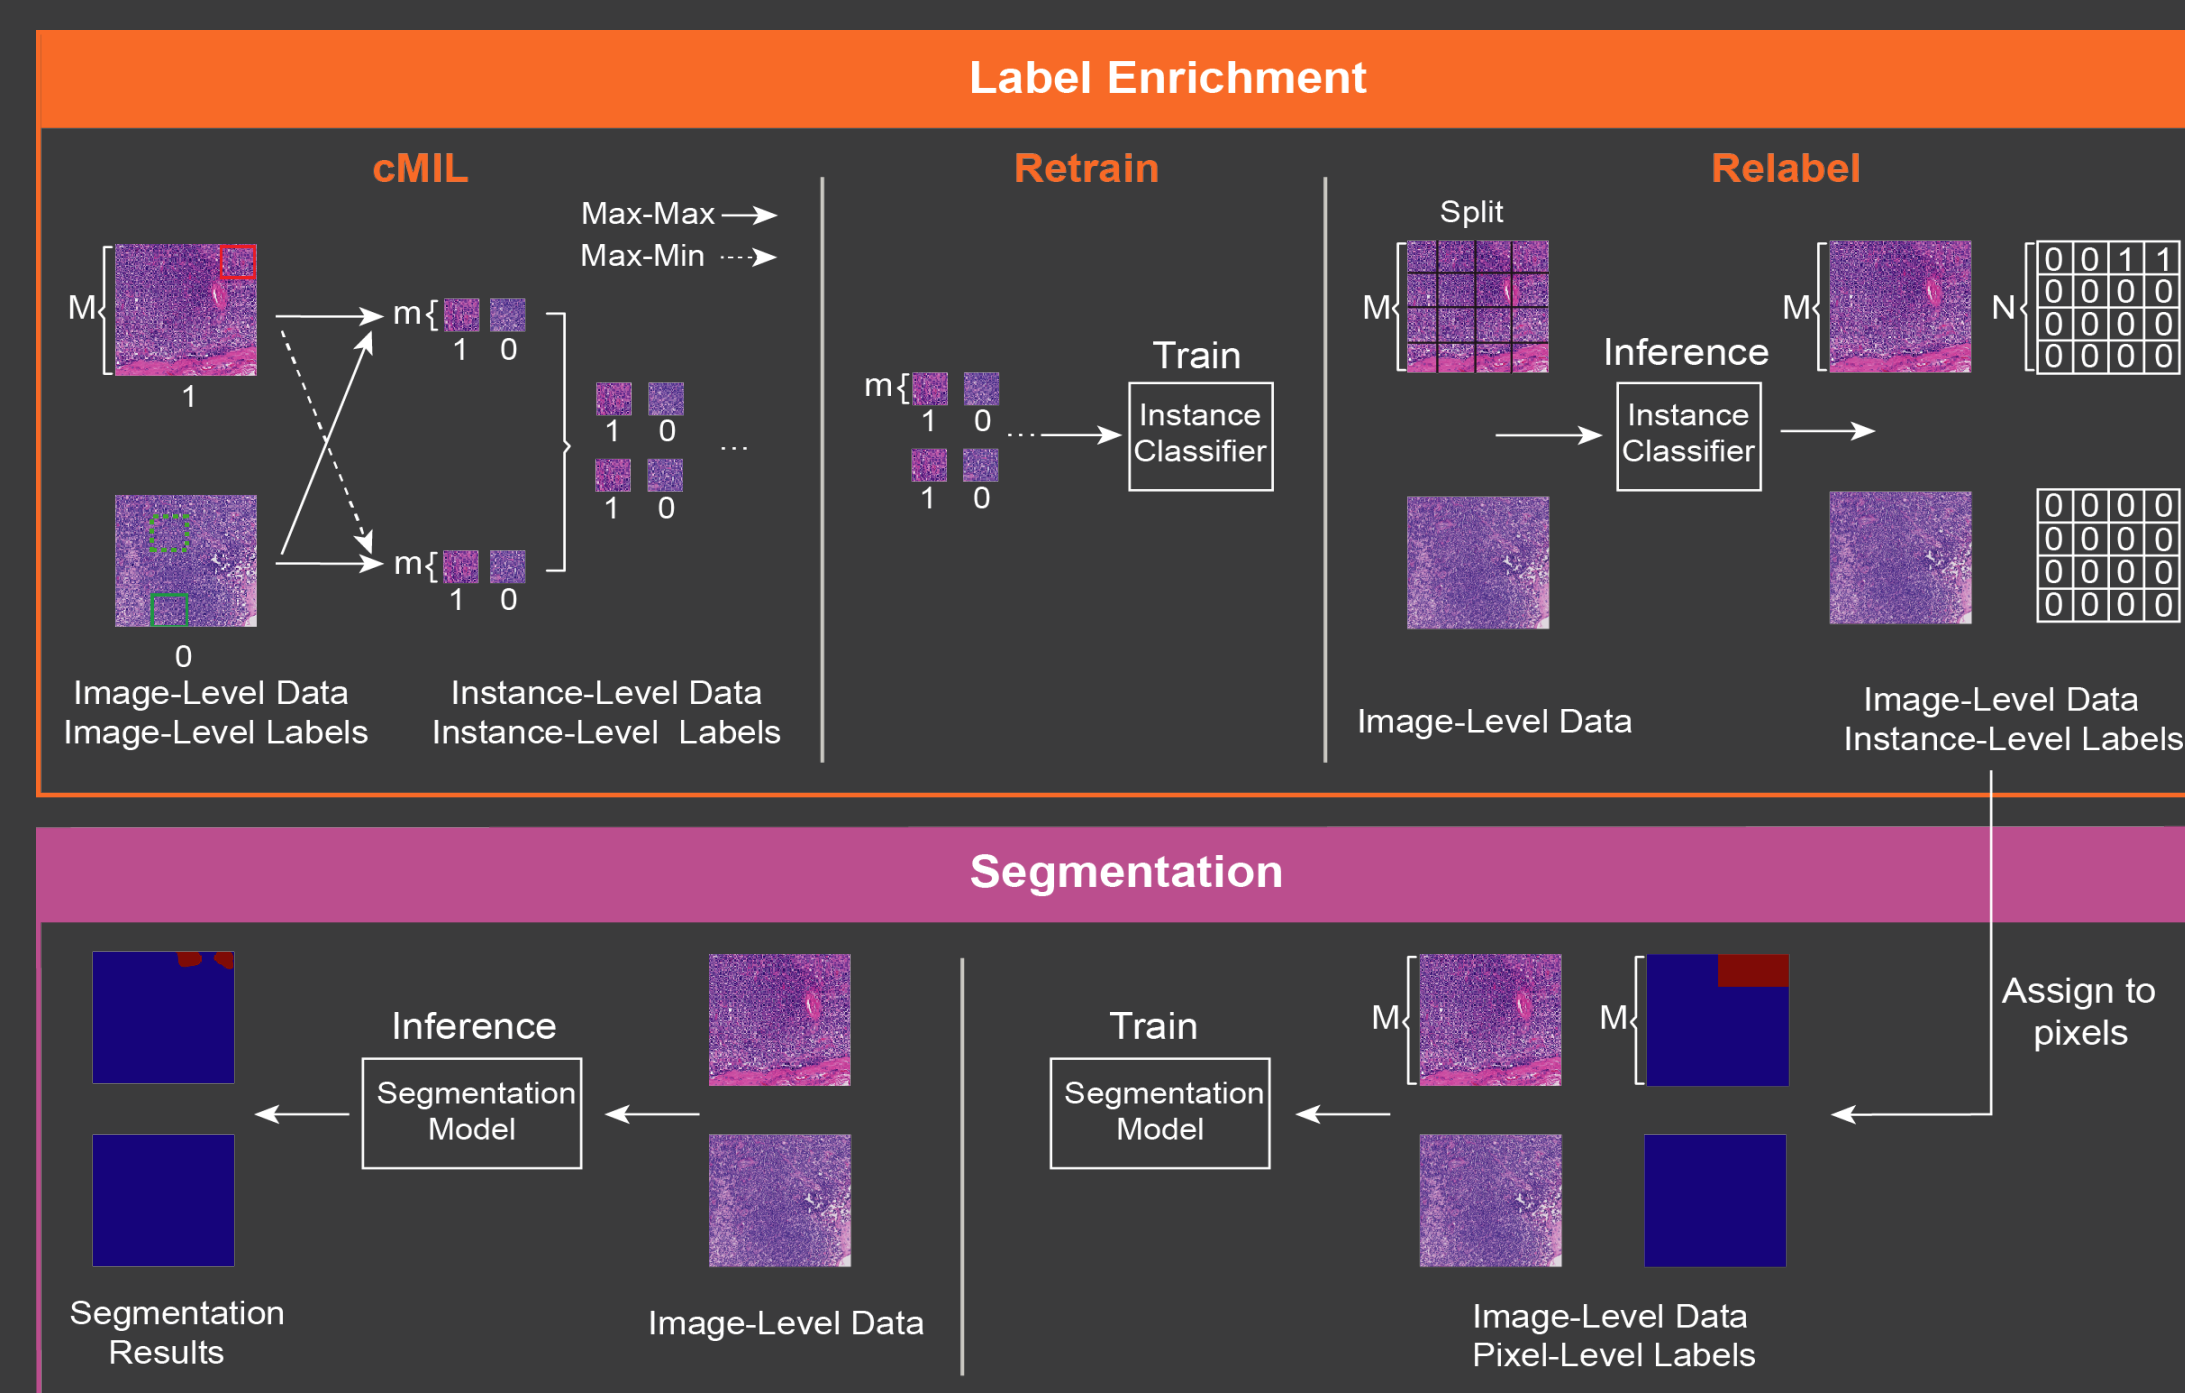 Label Enrichment
cMIL
Max-Max
Max-Min
M
1
0
m
1 0
m
1 0
1 0
1 0
...
Image-Level Data
Image-Level Labels
Instance-Level Data
Instance-Level Labels
Retrain
m
1 0
1 0
...
Train
Instance
Classifier
Relabel
Split
M
Image-Level Data
Inference
Instance
Classifier
M
N
0 0 1 1
0 0 0 0
0 0 0 0
0 0 0 0
0 0 0 0
0 0 0 0
0 0 0 0
0 0 0 0
Image-Level Data
Instance-Level Labels
Segmentation
Segmentation
Results
Inference
Segmentation
Model
Image-Level Data
Train
Segmentation
Model
M
M
Image-Level Data
Pixel-Level Labels
Assign to
pixels